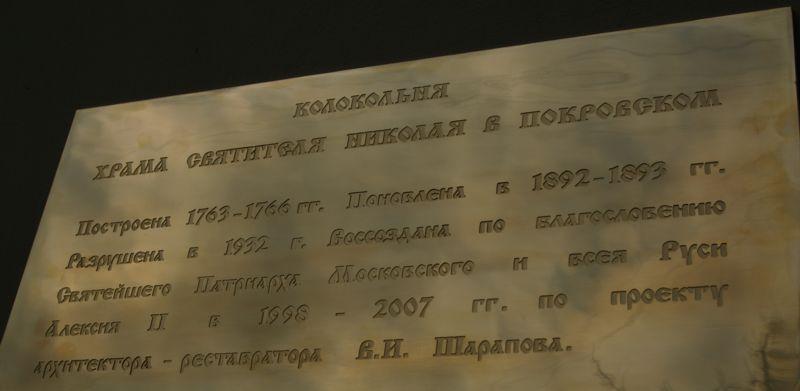 КОЛОКОЛЬНЯ
ХРАМА СВЯТИТЕЛЯ НИКОЛАЯ В ПОКРОВСКОМ
Построена 1763-1766 гг. Поновлена в 1892-1893 гг.
Разрушена в 1932 г. Воссоздана по благословению
Святейшего Патриарха Московского и всея Руси
Алексия II в 1998 - 2007 гг. по проекту
архитектора - реставратора В.И. Шарапова.